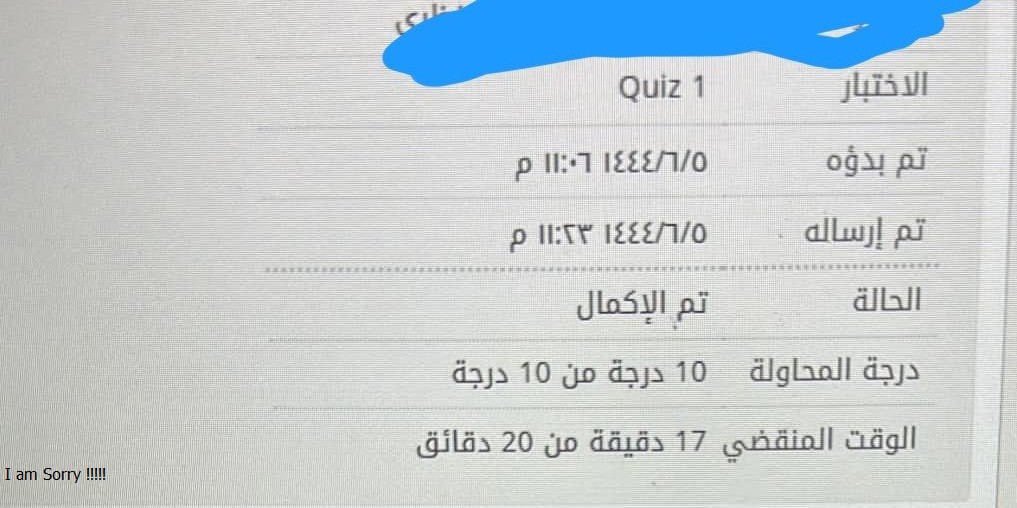 الاختبار Quiz 1
تم بدؤه ١٤٤٤/٦/٥ ١١:٠٦ م
تم إرساله ١٤٤٤/٦/٥ ١١:٢٣ م
الحالة تم الإكمال
درجة المحاولة 10 درجة من 10 درجة
الوقت المنقضي 17 دقيقة من 20 دقائق
I am Sorry !!!!!